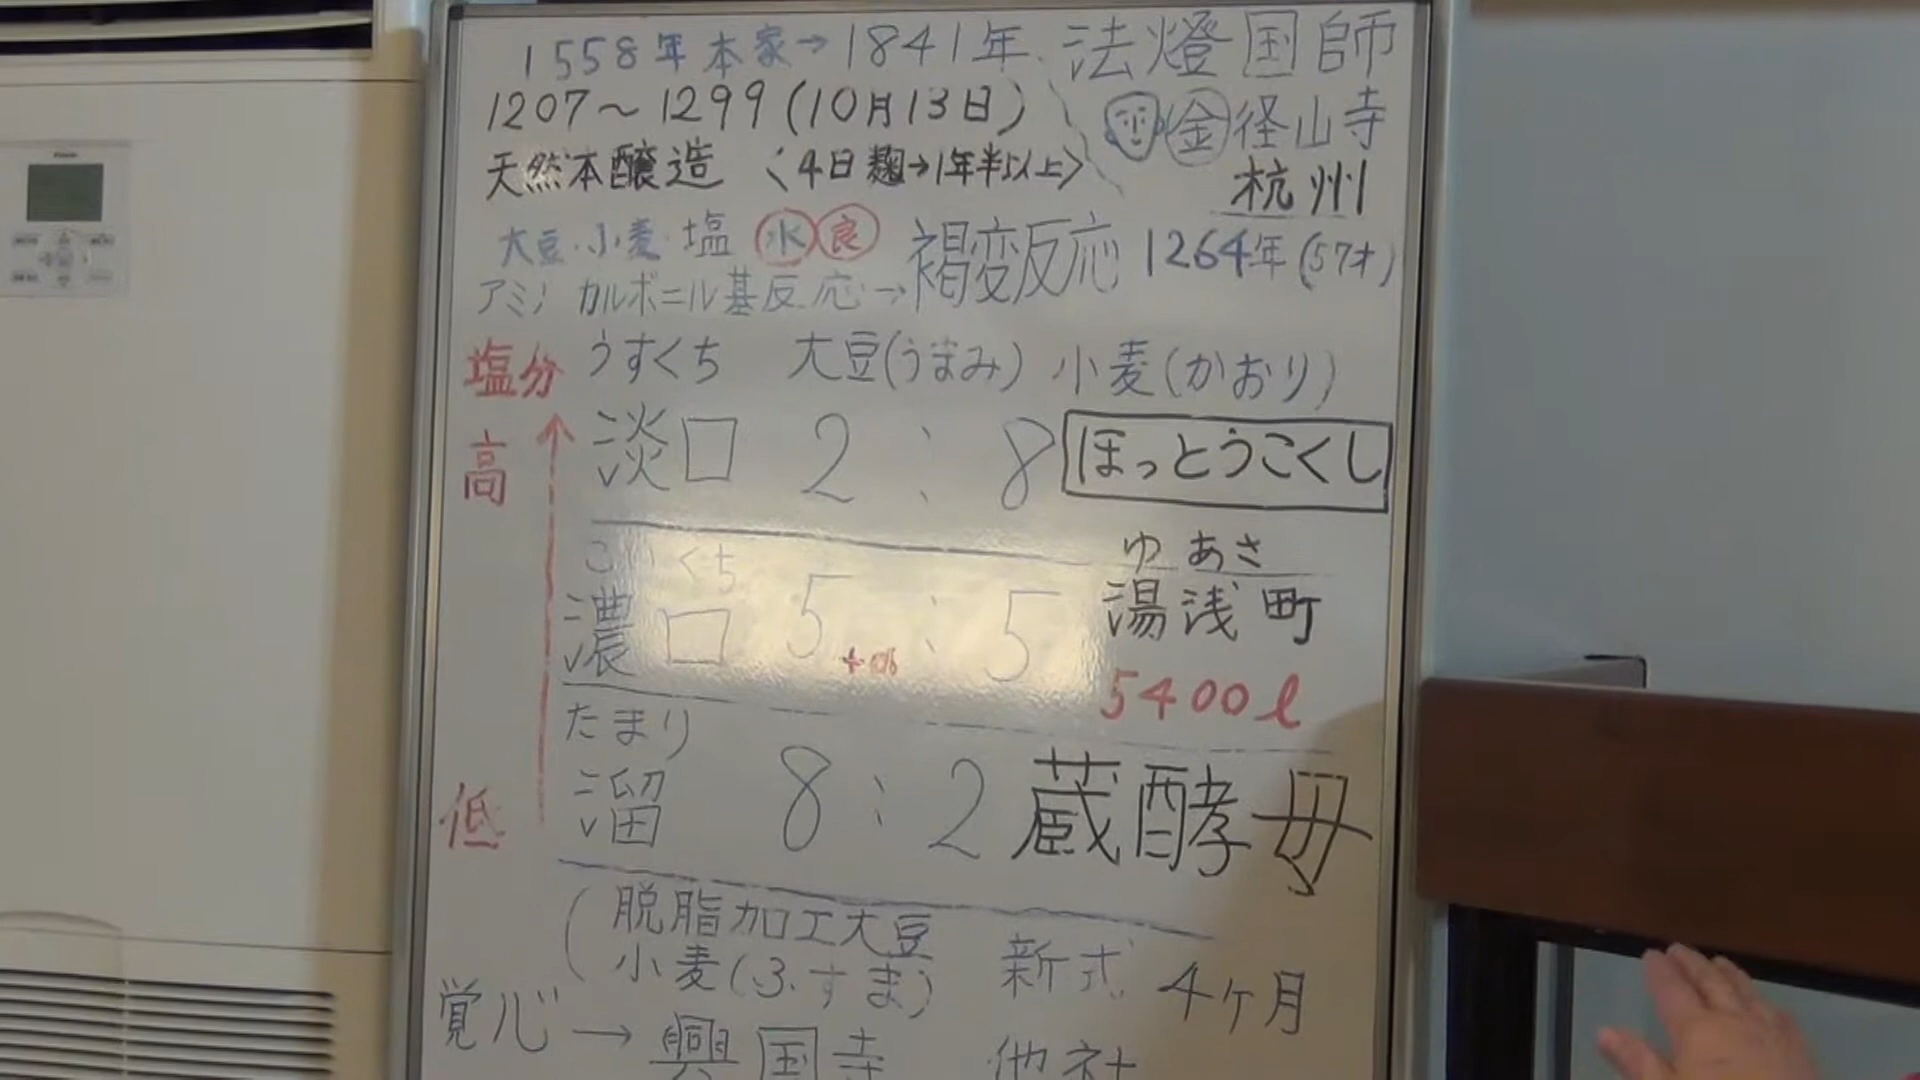 1558年本家→1841年 法燈国師
1207～1299(10月13日) 金径山寺
天然本醸造 〈4日麹→1年半以上〉 杭州
大豆・小麦・塩 水良 褐変反応 1264年(57才)
アミノ カルボニル基反応→
塩分 うすくち 大豆(うまみ) 小麦(かおり)
高 淡口 2:8 ほっとうこくし
こいくち ゆあさ
濃口 5:5 湯浅町
5400ℓ
たまり
低 溜 8:2 蔵酵母
(脱脂加工大豆
小麦(ふすま) 新式 4ヶ月
覚心→興国寺 他社